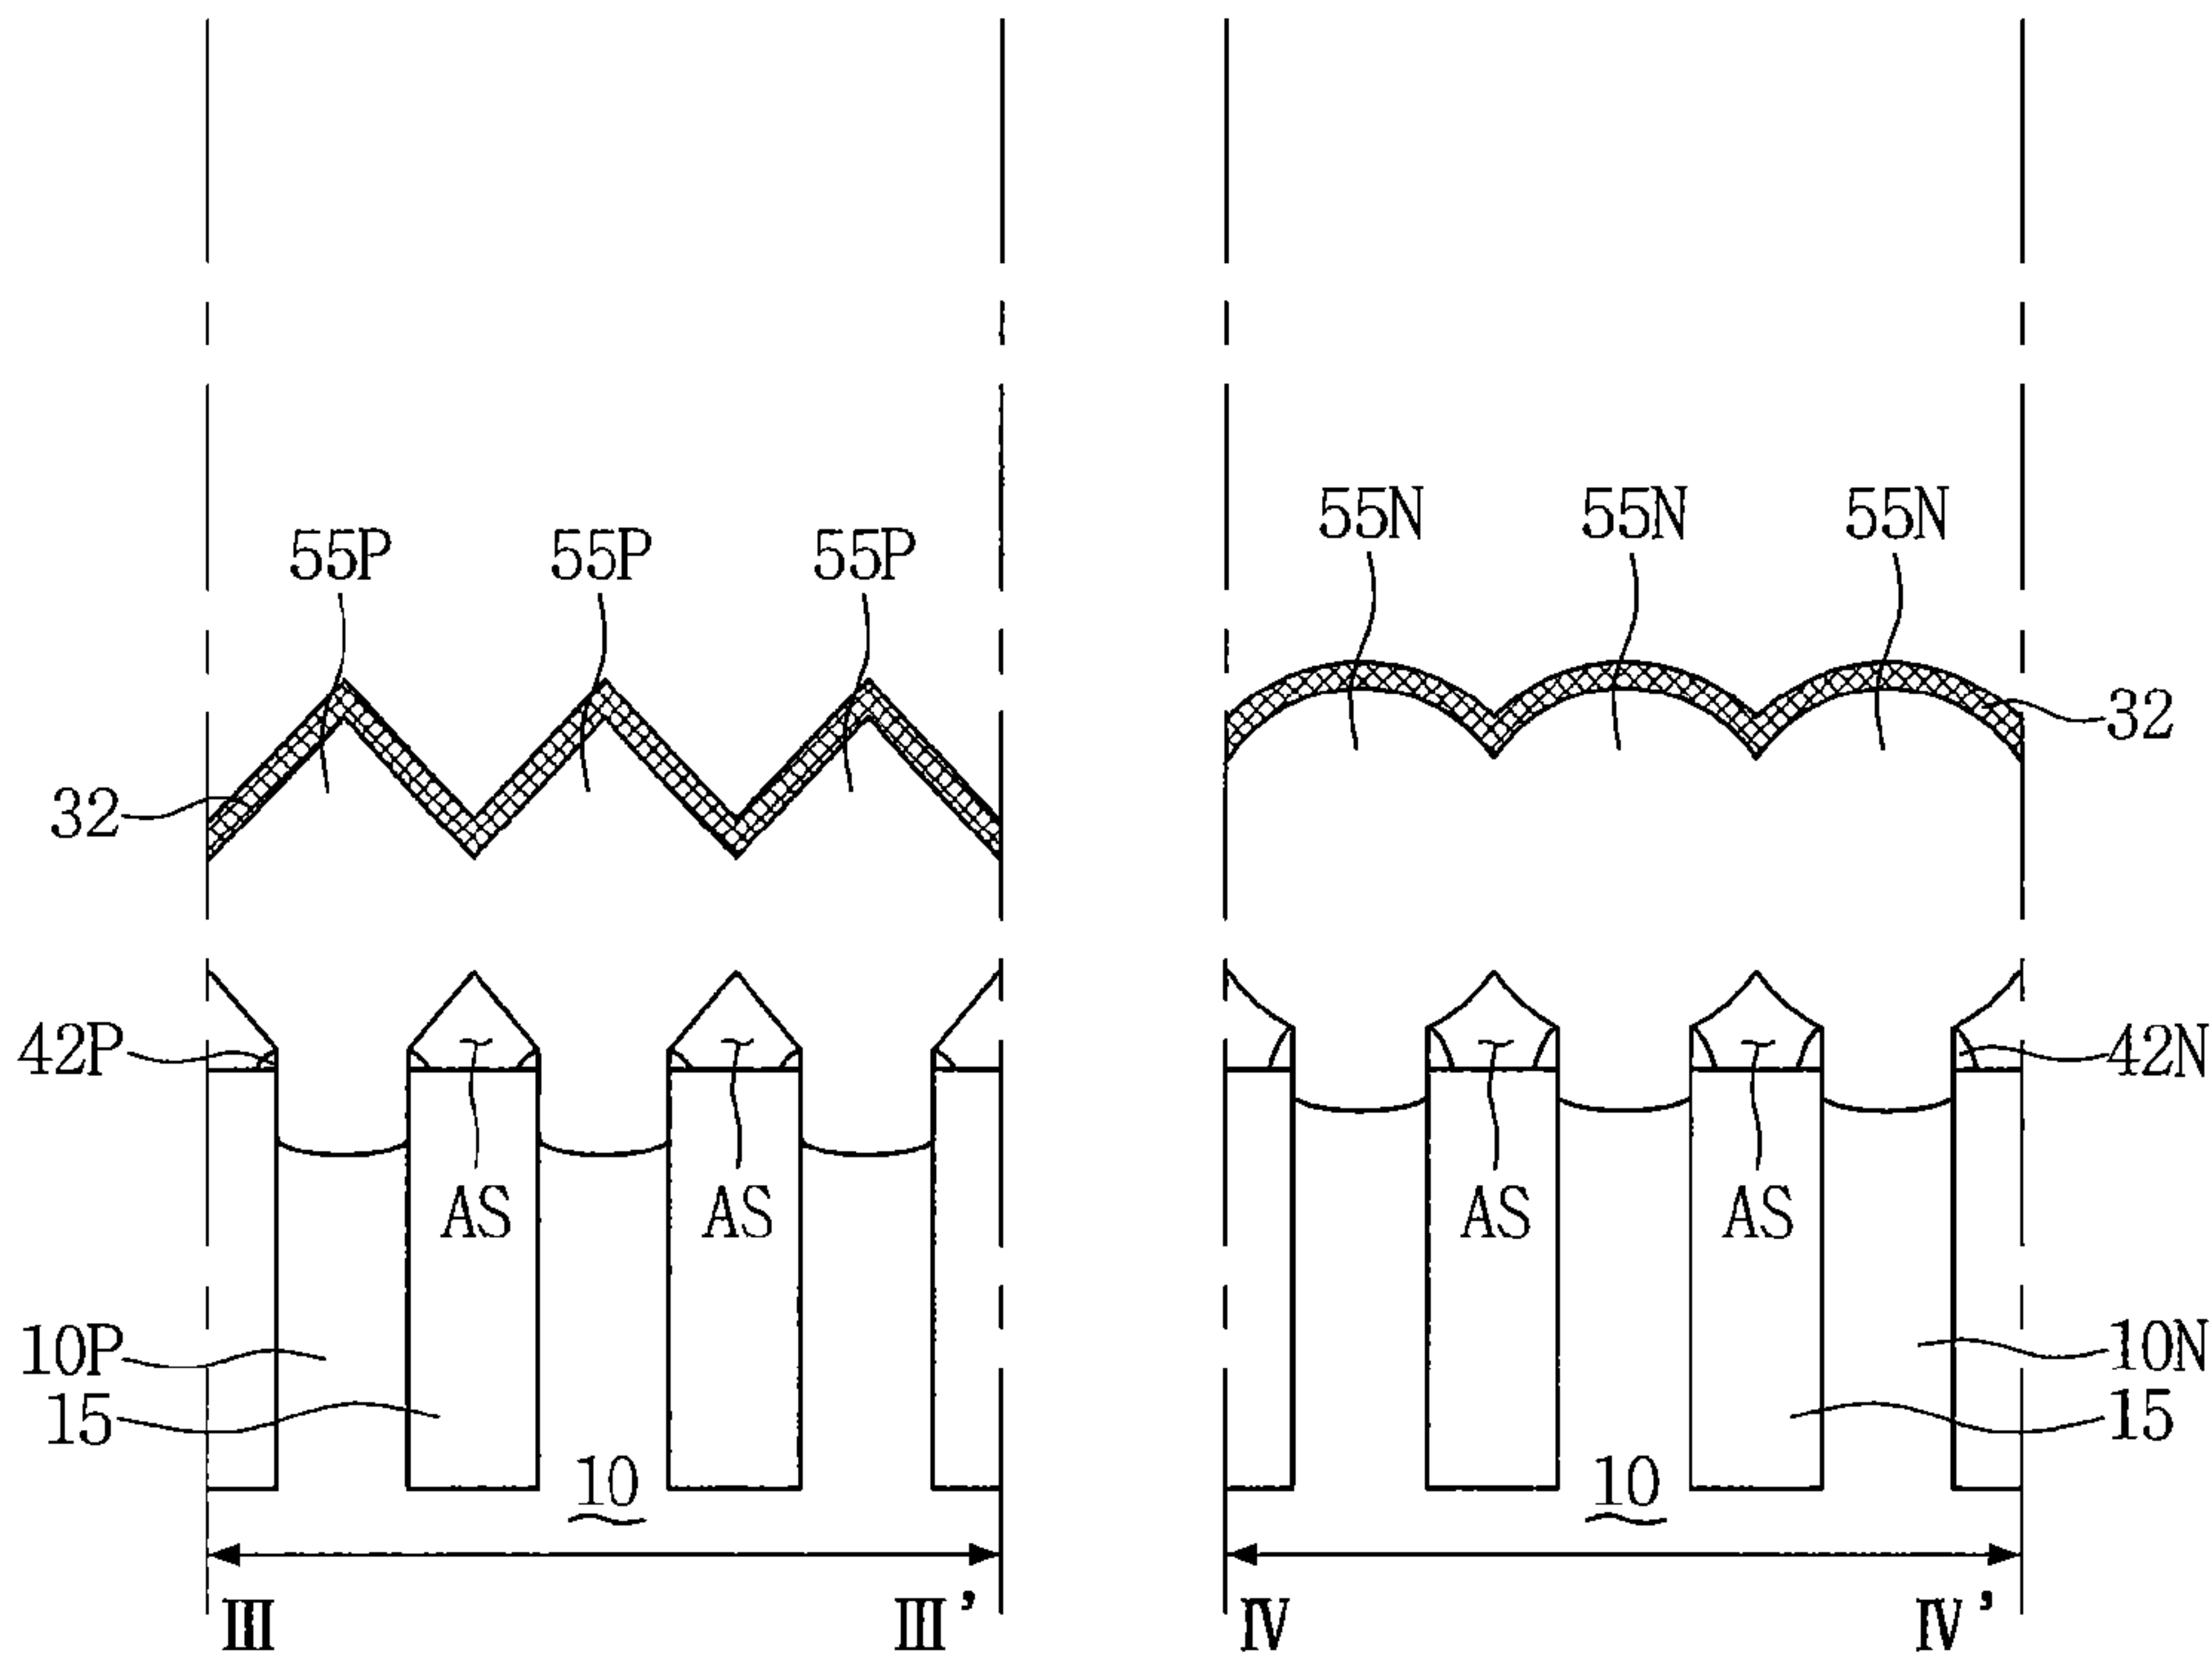 55N 55N 55N
55P 55P 55P
32
32
42P
42N
AS AS AS AS
10P
10N
15
15
10 10
III III' IV IV'